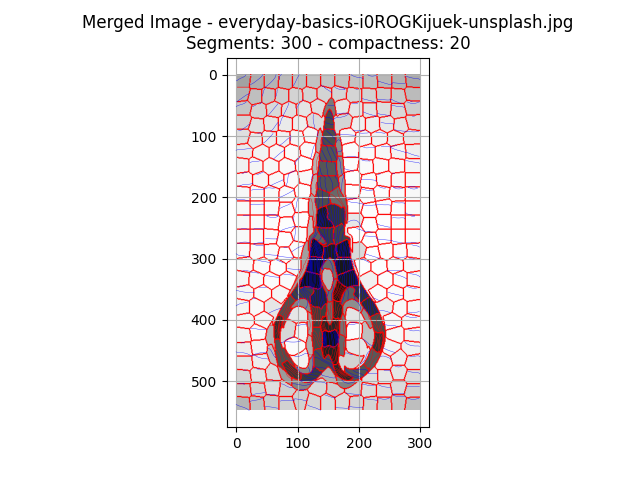 Merged Image - everyday-basics-i0ROGKijuek-unsplash.jpg
Segments: 300 - compactness: 20
0
100
200
300
400
500
0 100 200 300